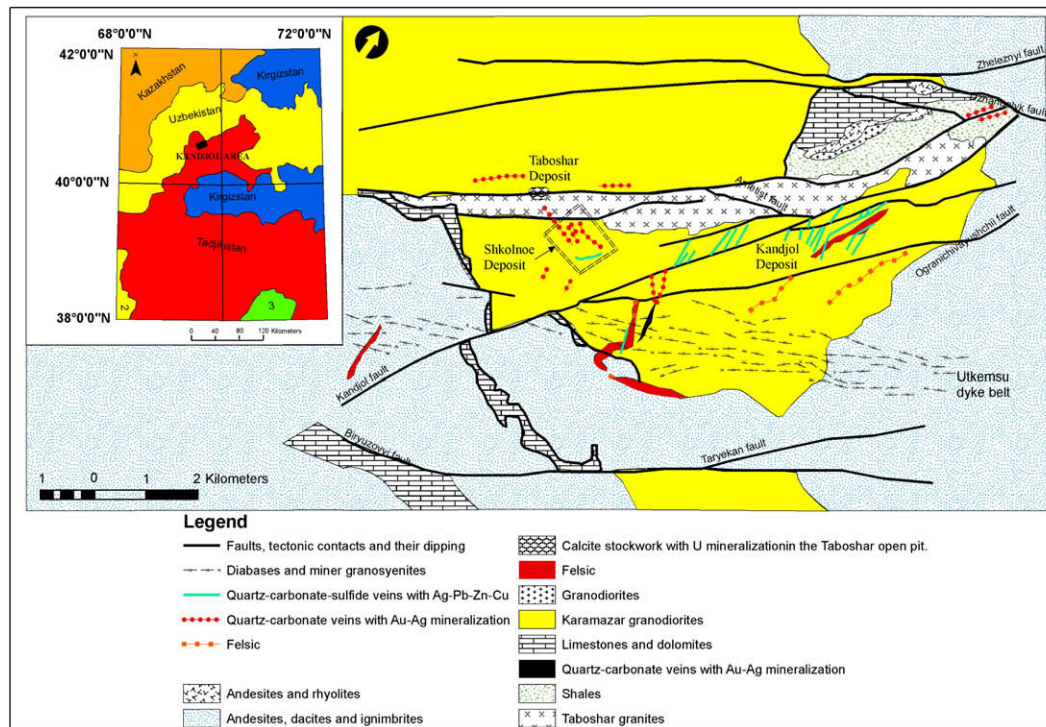 68°0'0"N
72°0'0"N
42°0'0"N
40°0'0"N
38°0'0"N
N
Kazakhstan
Kirgizstan
Uzbekistan
KANDJOL AREA
Kirgizstan
Tadjikistan
2
3
0 40 80 120 Kilometers
Zheleznyi fault
Taboshar
Deposit
Ametist fault
Shkolnoe
Deposit
Kandjol
Deposit
Ogranichivayushchii fault
Kandjol fault
Utkemsu
dyke belt
Biryuzovyi fault
Taryekan fault
1 0 1 2 Kilometers
Legend
Faults, tectonic contacts and their dipping
Diabases and miner granosyenites
Quartz-carbonate-sulfide veins with Ag-Pb-Zn-Cu
Quartz-carbonate veins with Au-Ag mineralization
Felsic
Andesites and rhyolites
Andesites, dacites and ignimbrites
Calcite stockwork with U mineralizationin the Taboshar open pit.
Felsic
Granodiorites
Karamazar granodiorites
Limestones and dolomites
Quartz-carbonate veins with Au-Ag mineralization
Shales
Taboshar granites